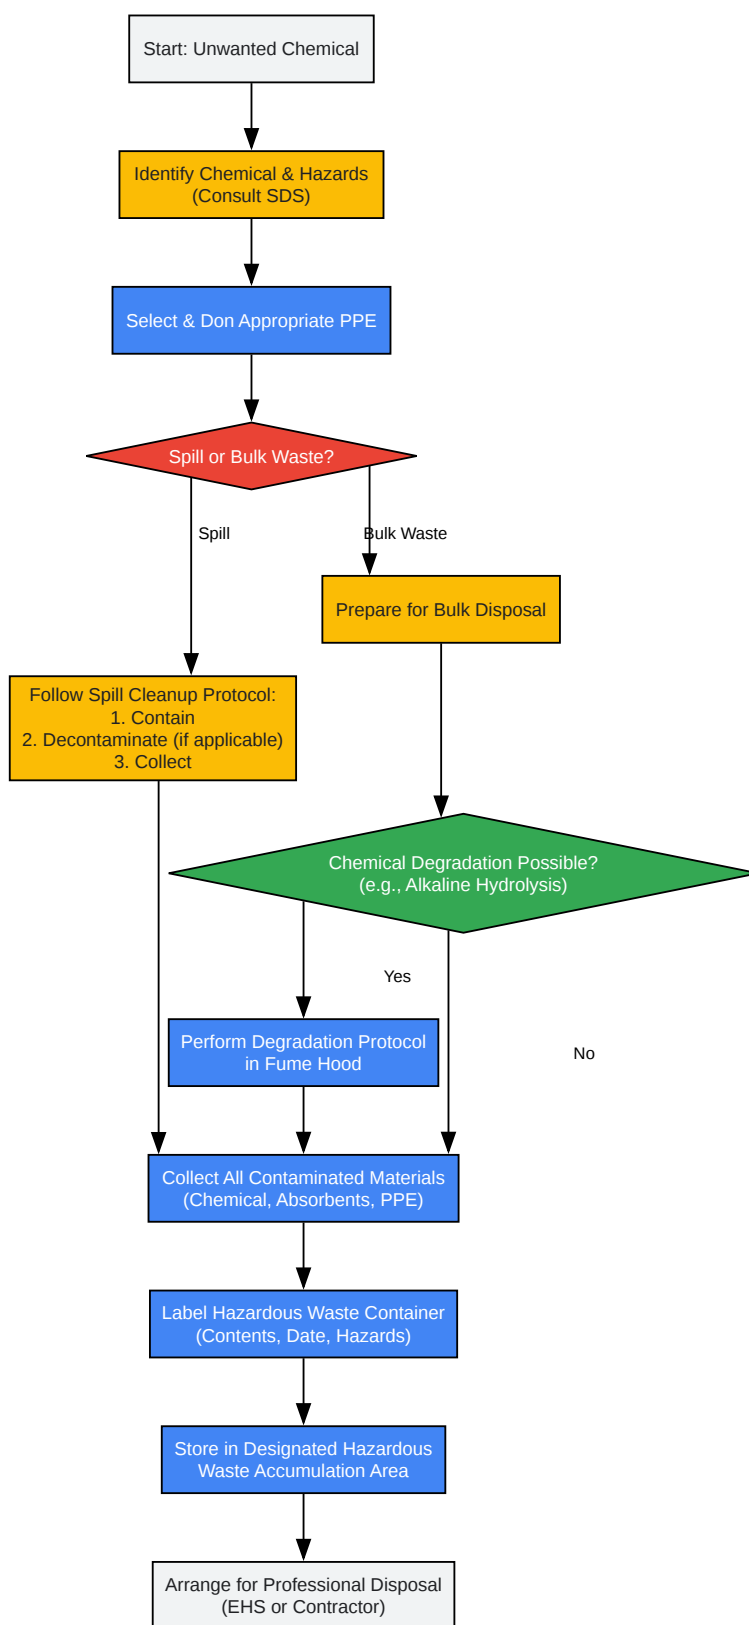 Start: Unwanted Chemical
Identify Chemical & Hazards
(Consult SDS)
Select & Don Appropriate PPE
Spill or Bulk Waste?
Spill
Bulk Waste
Prepare for Bulk Disposal
Follow Spill Cleanup Protocol:
1. Contain
2. Decontaminate (if applicable)
3. Collect
Chemical Degradation Possible?
(e.g., Alkaline Hydrolysis)
Yes
No
Perform Degradation Protocol
in Fume Hood
Collect All Contaminated Materials
(Chemical, Absorbents, PPE)
Label Hazardous Waste Container
(Contents, Date, Hazards)
Store in Designated Hazardous
Waste Accumulation Area
Arrange for Professional Disposal
(EHS or Contractor)